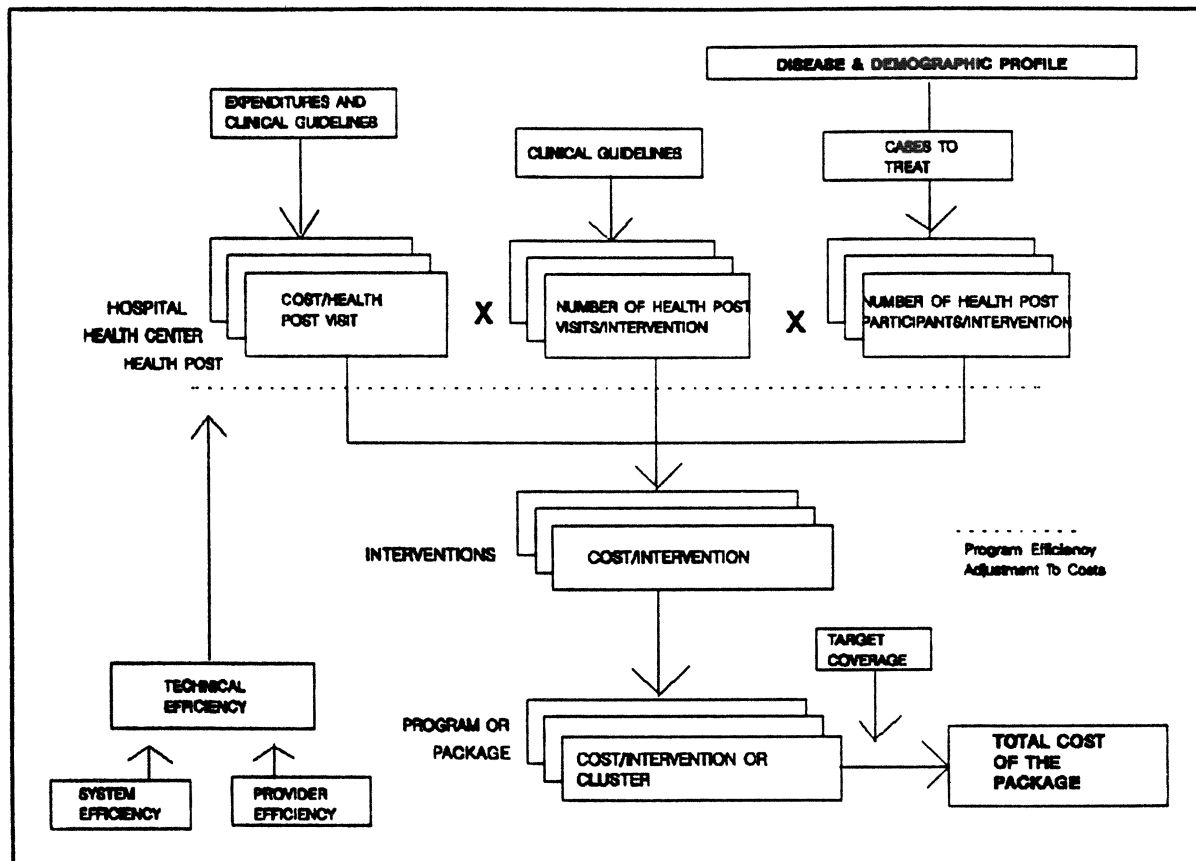 DISEASE & DEMOGRAPHIC PROFILE
EXPENDITURES AND
CLINICAL GUIDELINES
CLINICAL GUIDELINES
CASES TO
TREAT
HOSPITAL
HEALTH CENTER
HEALTH POST
COST/HEALTH
POST VISIT
X
NUMBER OF HEALTH POST
VISITS/INTERVENTION
X
NUMBER OF HEALTH POST
PARTICIPANTS/INTERVENTION
INTERVENTIONS
COST/INTERVENTION
Program Efficiency
Adjustment To Costs
TARGET
COVERAGE
TECHNICAL
EFFICIENCY
PROGRAM OR
PACKAGE
COST/INTERVENTION OR
CLUSTER
TOTAL COST
OF THE
PACKAGE
SYSTEM
EFFICIENCY
PROVIDER
EFFICIENCY